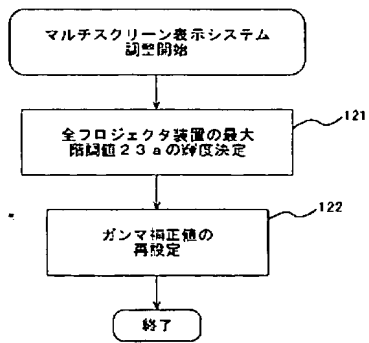 マルチスクリーン表示システム
調整開始
全プロジェクタ装置の最大
階調値23aの輝度決定
121
ガンマ補正値の
再設定
122
終了